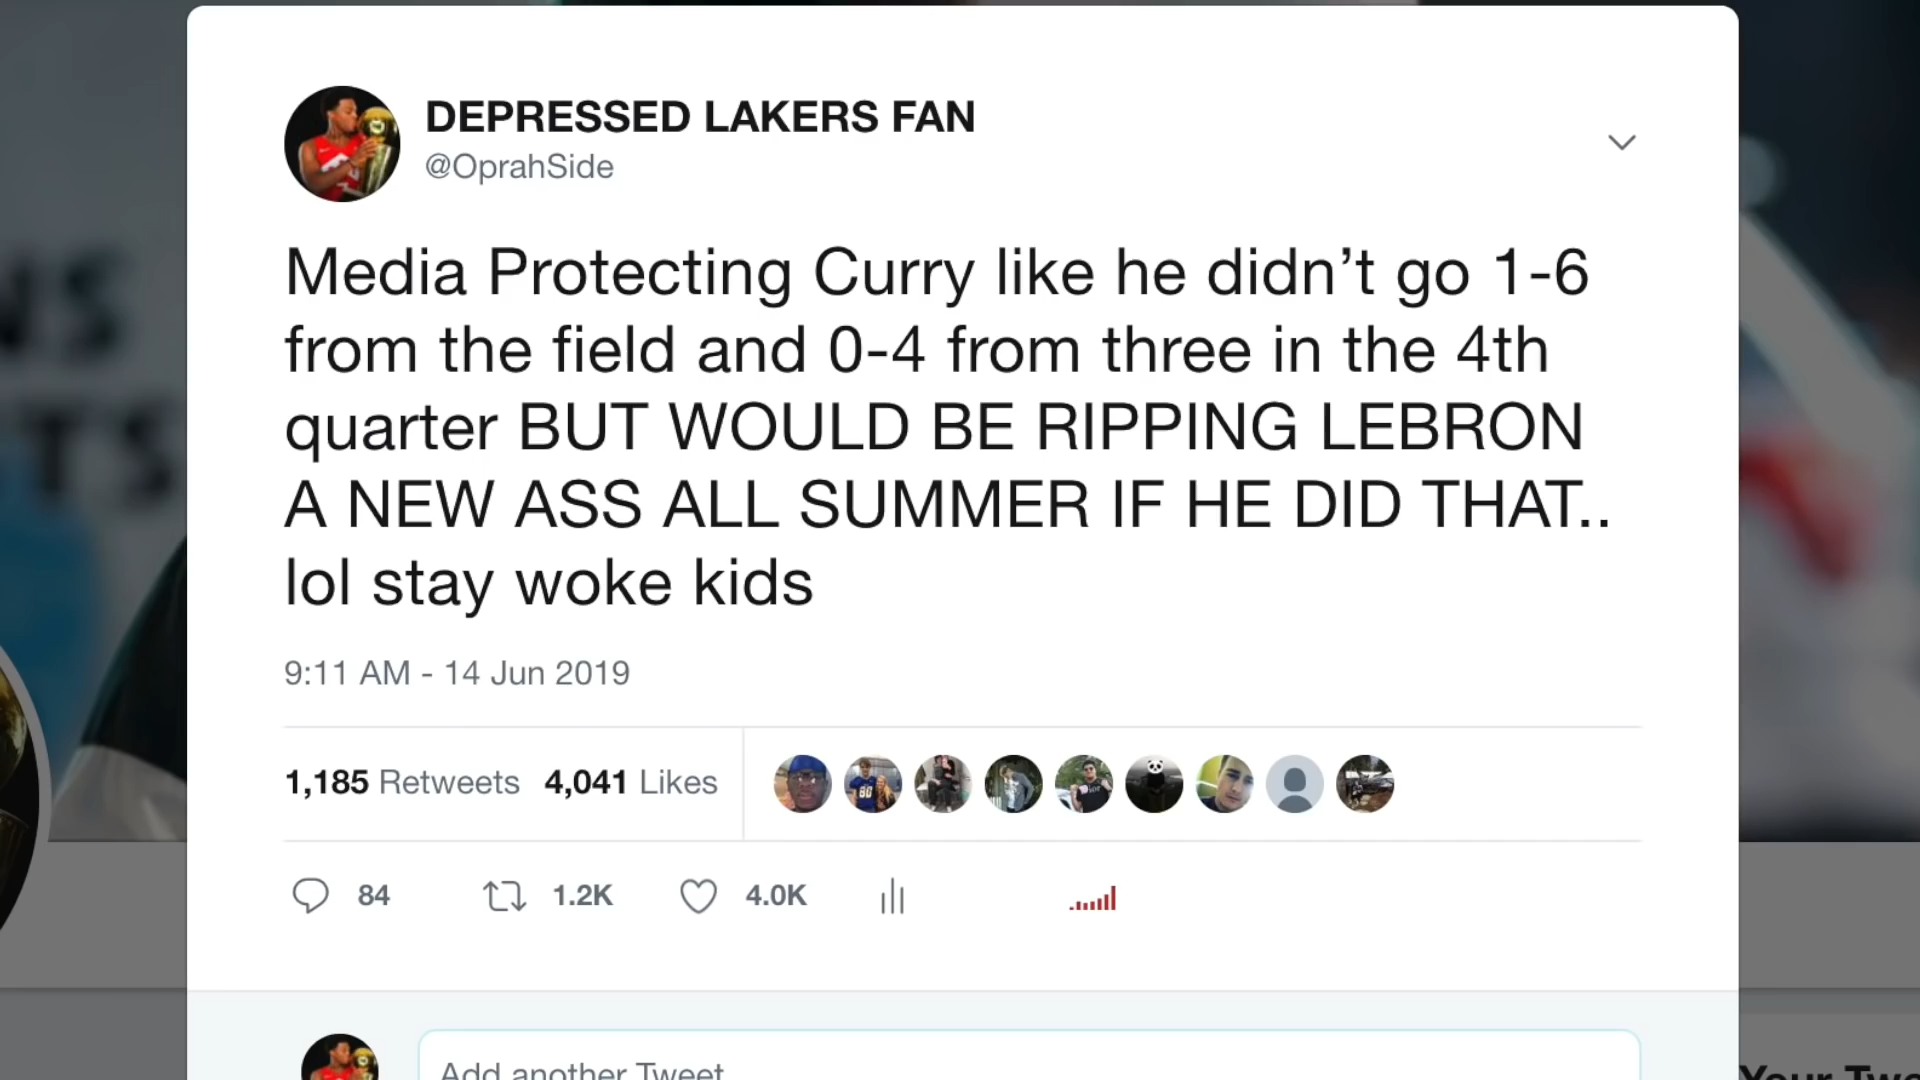 DEPRESSED LAKERS FAN
@OprahSide
Media Protecting Curry like he didn’t go 1-6
from the field and 0-4 from three in the 4th
quarter BUT WOULD BE RIPPING LEBRON
A NEW ASS ALL SUMMER IF HE DID THAT..
lol stay woke kids
9:11 AM - 14 Jun 2019
1,185 Retweets 4,041 Likes
84 1.2K 4.0K
Add another Tweet